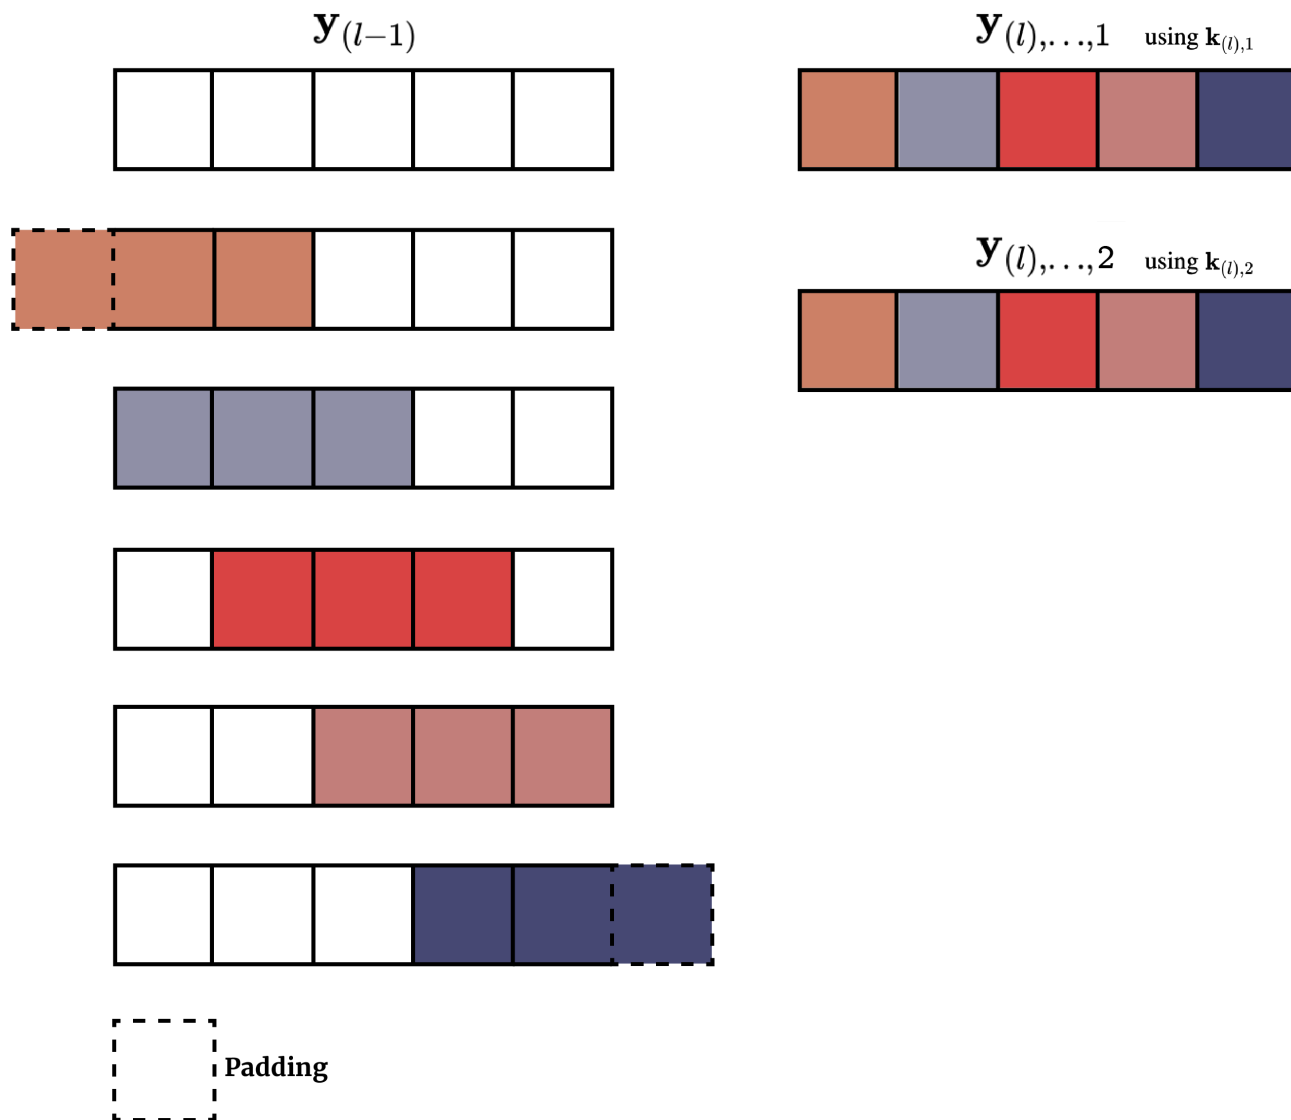 y(l−1)
y(l),...,1 using k(l),1
y(l),...,2 using k(l),2
Padding